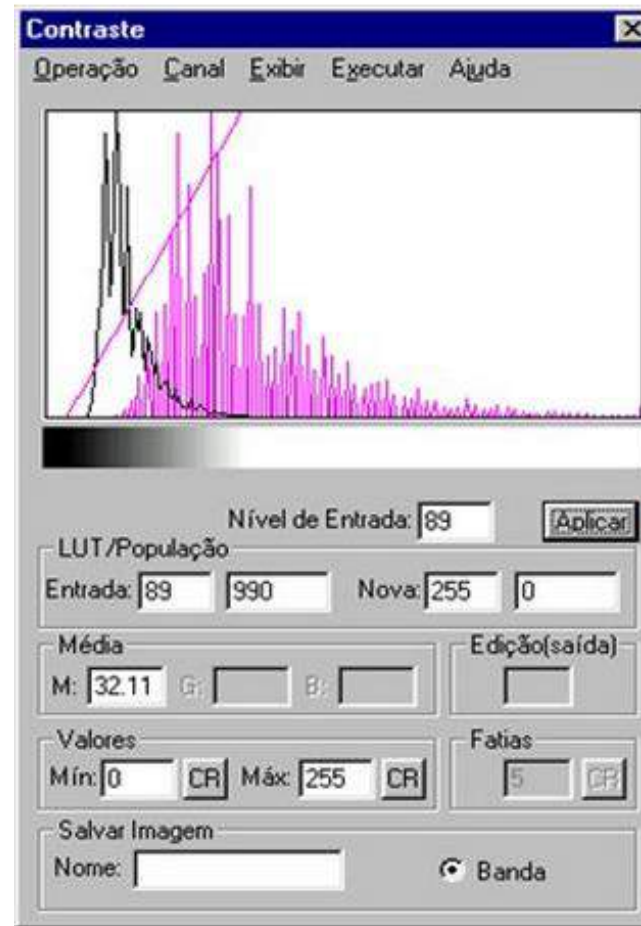 Contraste
Operação Canal Exibir Executar Ajuda
Nível de Entrada: 89 Aplicar
LUT/População
Entrada: 89 990 Nova: 255 0
Média Edição(saída)
M: 32.11 G: B:
Valores Fatias
Mín: 0 CR Máx: 255 CR 5 CR
Salvar Imagem
Nome: Banda